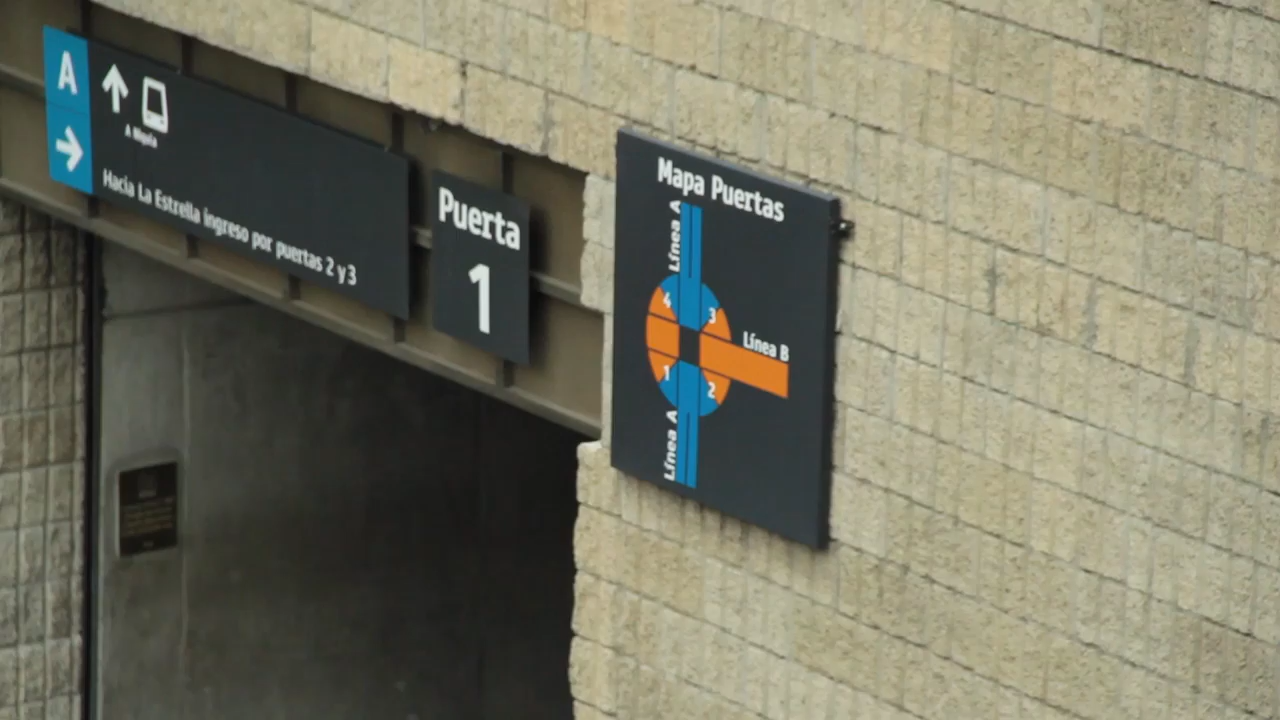 A
A Niquía
Hacia La Estrella ingreso por puertas 2 y 3
Puerta
1
Mapa Puertas
Línea A
4
3
Línea B
1
2
Línea A